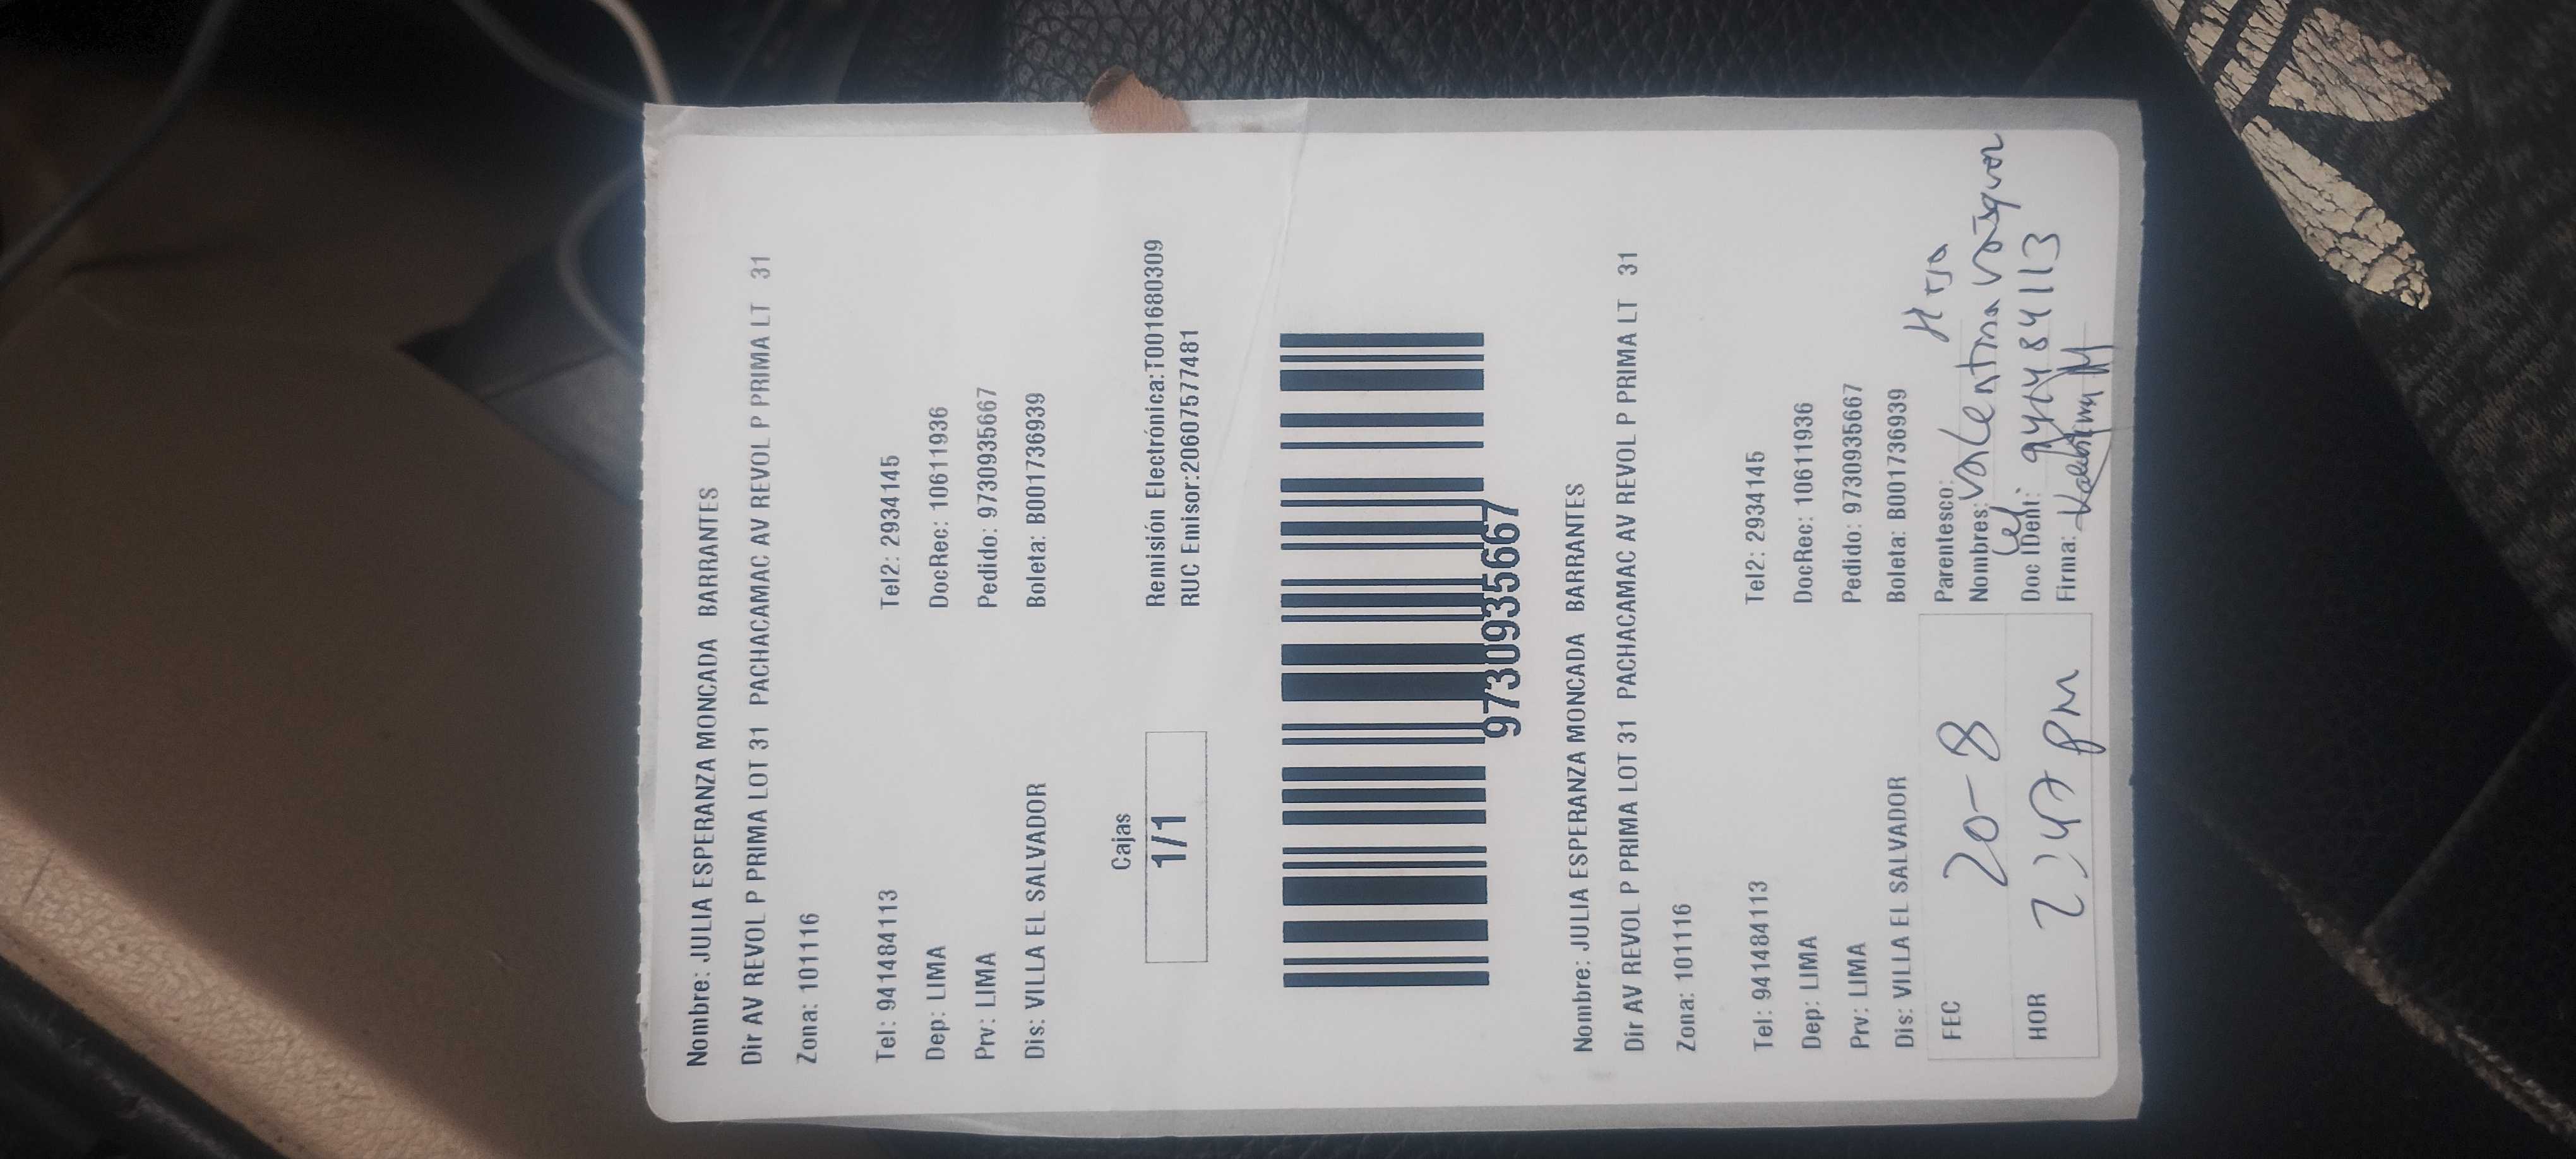 Nombre: JULIA ESPERANZA MONCADA BARRANTES
Dir AV REVOL P PRIMA LOT 31 PACHACAMAC AV REVOL P PRIMA LT 31
Zona: 101116
Tel: 941484113 Tel2: 2934145
Dep: LIMA DocRec: 10611936
Prv: LIMA Pedido: 9730935667
Dis: VILLA EL SALVADOR Boleta: B001736939
Cajas
1/1
Remisión Electrónica:T001680309
RUC Emisor:20607577481
9730935667
Nombre: JULIA ESPERANZA MONCADA BARRANTES
Dir AV REVOL P PRIMA LOT 31 PACHACAMAC AV REVOL P PRIMA LT 31
Zona: 101116
Tel: 941484113 Tel2: 2934145
Dep: LIMA DocRec: 10611936
Prv: LIMA Pedido: 9730935667
Dis: VILLA EL SALVADOR Boleta: B001736939
FEC 20-8 Parentesco: Hija
Nombres: Valentina Vásquez
HOR 2:47 PM Doc IDent: Cel 941484113
Firma: